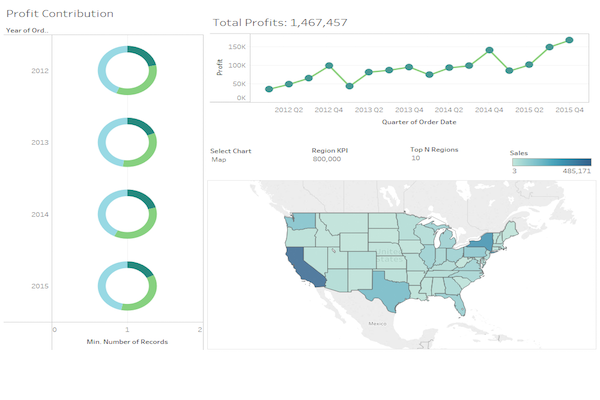 Profit Contribution
Year of Ord..
2012
2013
2014
2015
0
1
2
Min. Number of Records
Total Profits: 1,467,457
Profit
150K
100K
50K
0K
2012 Q2
2012 Q4
2013 Q2
2013 Q4
2014 Q2
2014 Q4
2015 Q2
2015 Q4
Quarter of Order Date
Select Chart
Map
Region KPI
800,000
Top N Regions
10
Sales
3
485,171
Mexico